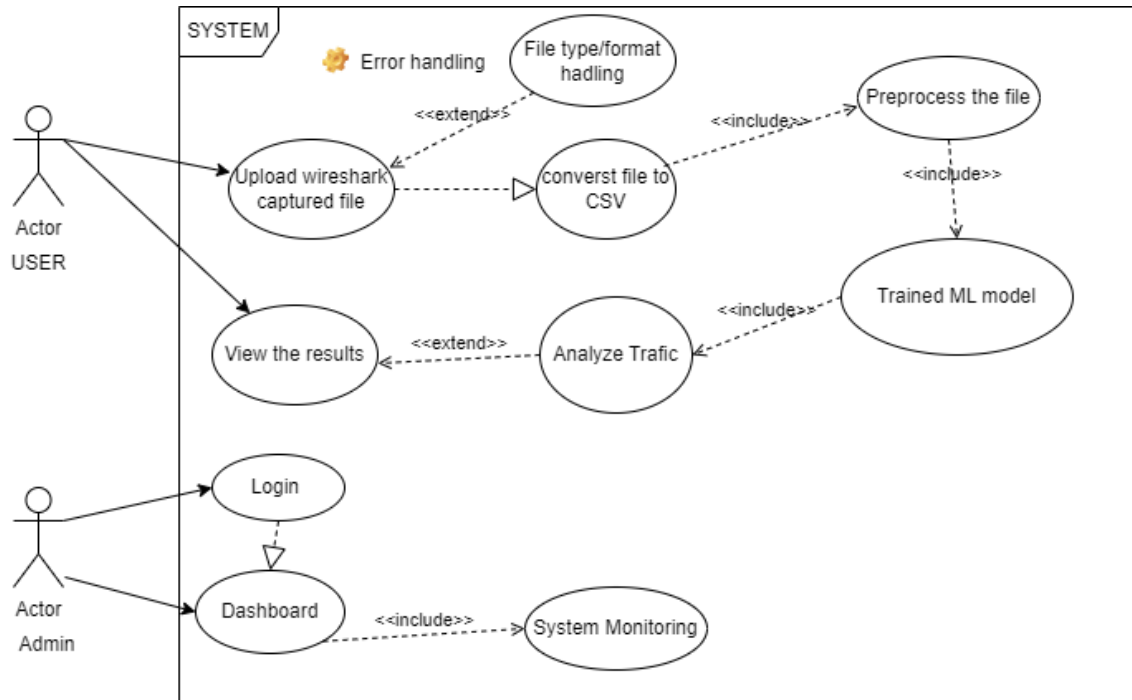 SYSTEM
Error handling
File type/format
hadling
Preprocess the file
<<extend>>
<<include>>
Upload wireshark
captured file
converst file to
CSV
<<include>>
Actor
USER
Trained ML model
<<include>>
<<extend>>
View the results
Analyze Trafic
Login
Actor
Admin
Dashboard
<<include>>
System Monitoring